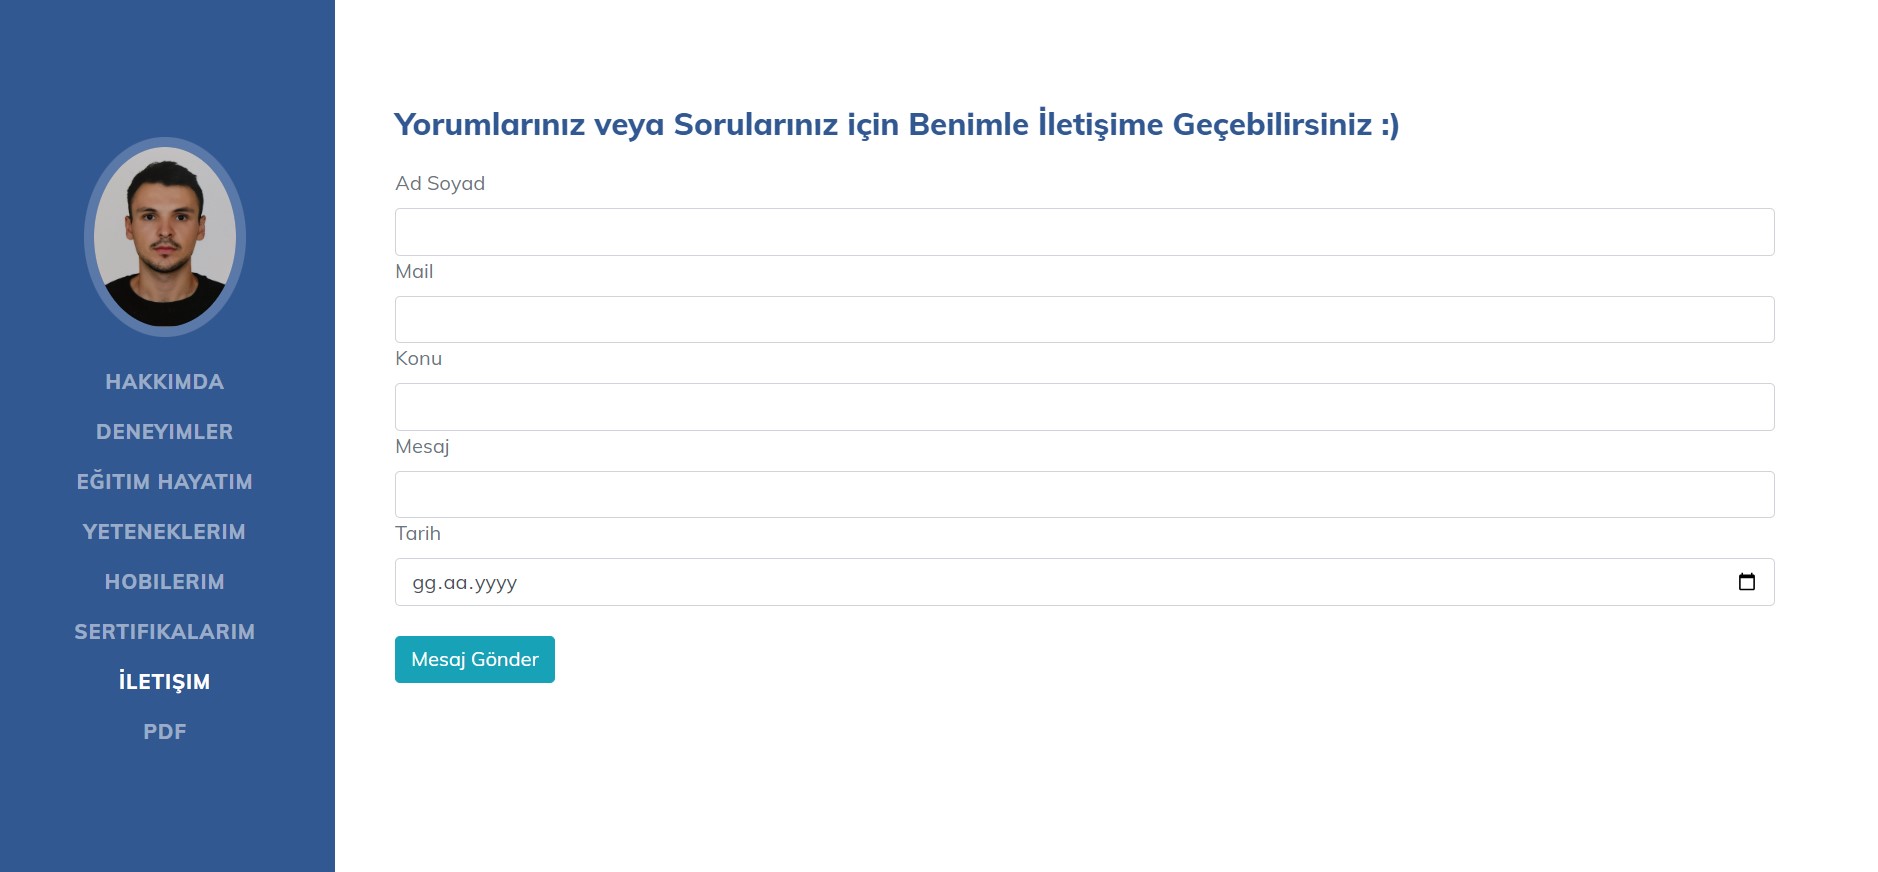 HAKKIMDA
DENEYIMLER
EĞITIM HAYATIM
YETENEKLERIM
HOBILERIM
SERTIFIKALARIM
İLETIŞIM
PDF
Yorumlarınız veya Sorularınız için Benimle İletişime Geçebilirsiniz :)
Ad Soyad
Mail
Konu
Mesaj
Tarih
gg.aa.yyyy
Mesaj Gönder